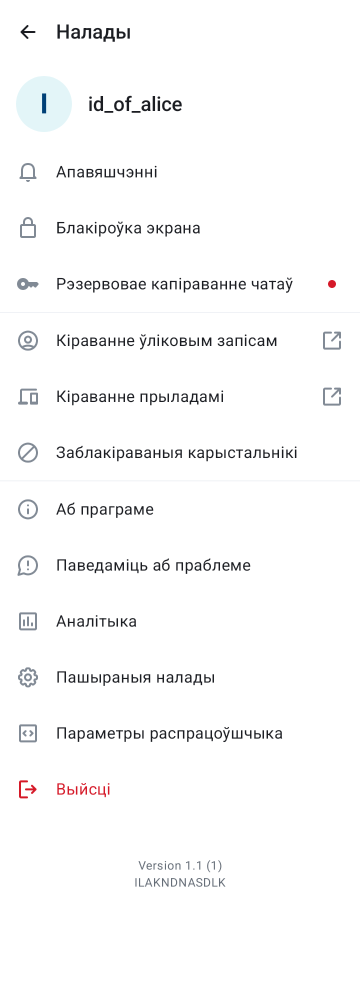 Налады
I
id_of_alice
Апавяшчэнні
Блакіроўка экрана
Рэзервовае капіраванне чатаў
Кіраванне ўліковым запісам
Кіраванне прыладамі
Заблакіраваныя карыстальнікі
Аб праграме
Паведаміць аб праблеме
Аналітыка
Пашыраныя налады
Параметры распрацоўшчыка
Выйсці
Version 1.1 (1)
ILAKNDNASDLK